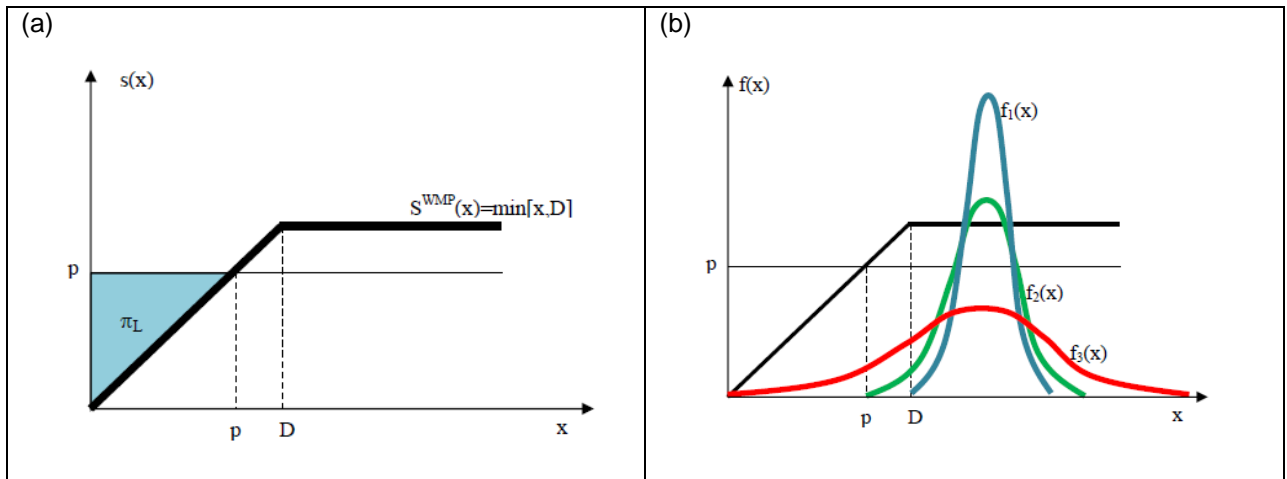 (a)
s(x)
S^WMP(x)=min[x,D]
p
π_L
p D x
(b)
f(x)
f₁(x)
p
f₂(x)
f₃(x)
p D x